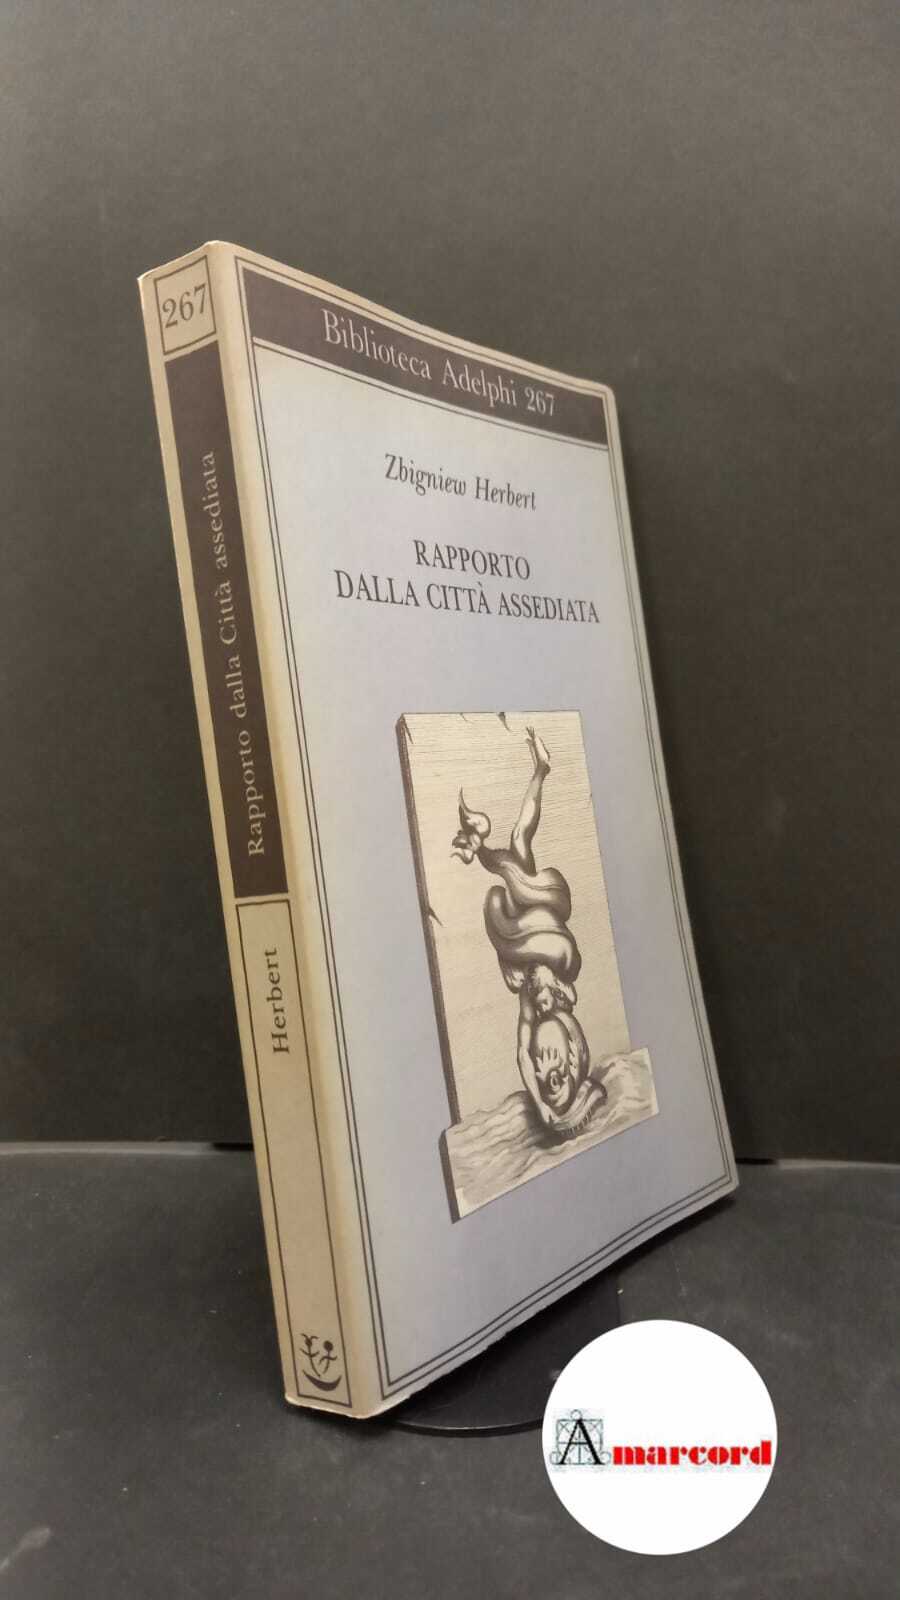 267
Rapporto dalla Città assediata
Herbert
Biblioteca Adelphi 267
Zbigniew Herbert
RAPPORTO
DALLA CITTÀ ASSEDIATA
Amarcord